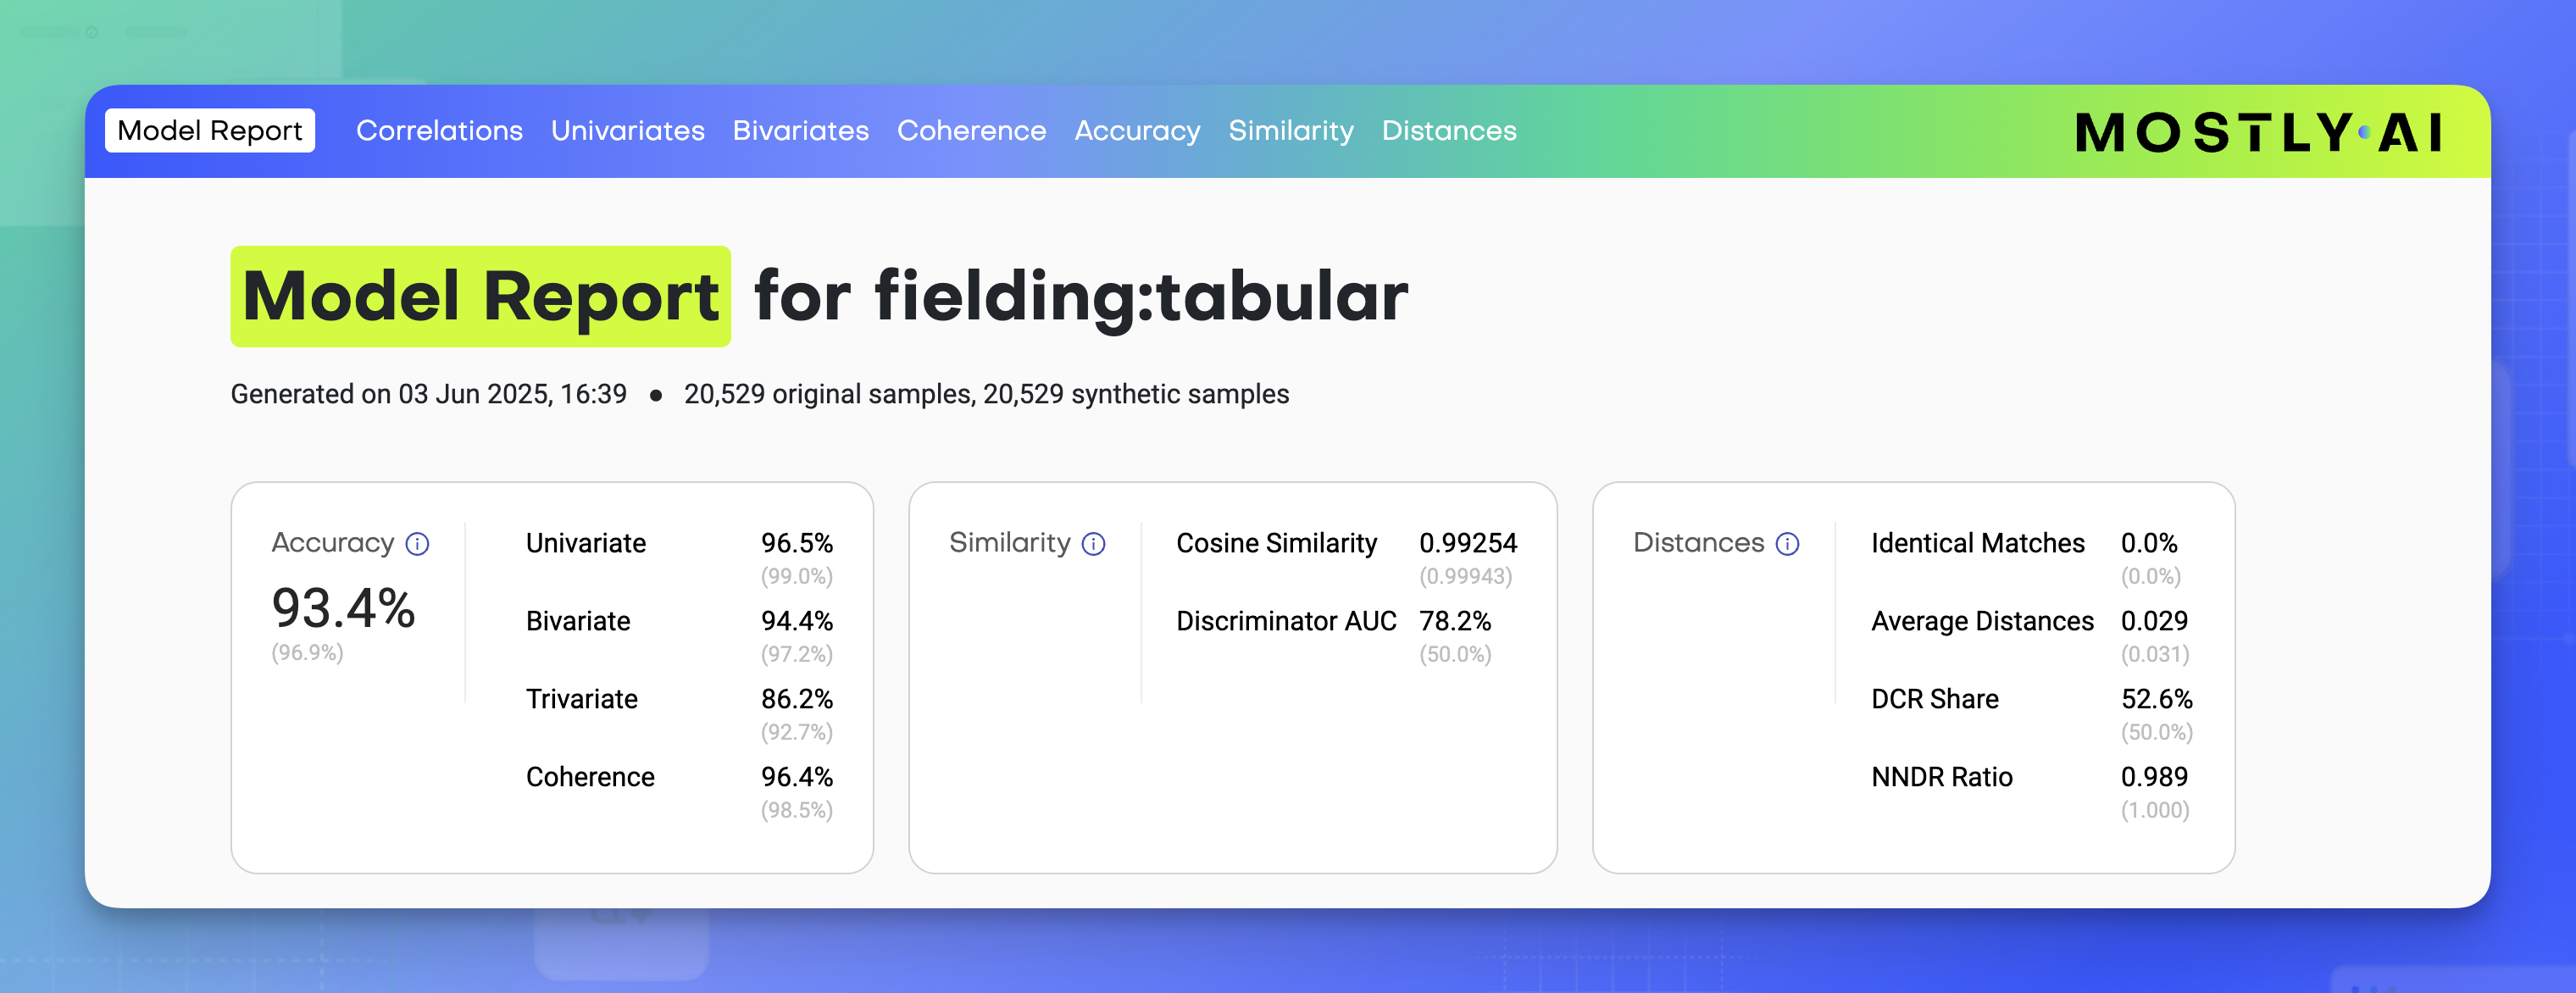 Model Report Correlations Univariates Bivariates Coherence Accuracy Similarity Distances MOSTLY·AI
Model Report for fielding:tabular
Generated on 03 Jun 2025, 16:39 • 20,529 original samples, 20,529 synthetic samples
Accuracy
93.4%
(96.9%)
Univariate 96.5%
(99.0%)
Bivariate 94.4%
(97.2%)
Trivariate 86.2%
(92.7%)
Coherence 96.4%
(98.5%)
Similarity
Cosine Similarity 0.99254
(0.99943)
Discriminator AUC 78.2%
(50.0%)
Distances
Identical Matches 0.0%
(0.0%)
Average Distances 0.029
(0.031)
DCR Share 52.6%
(50.0%)
NNDR Ratio 0.989
(1.000)